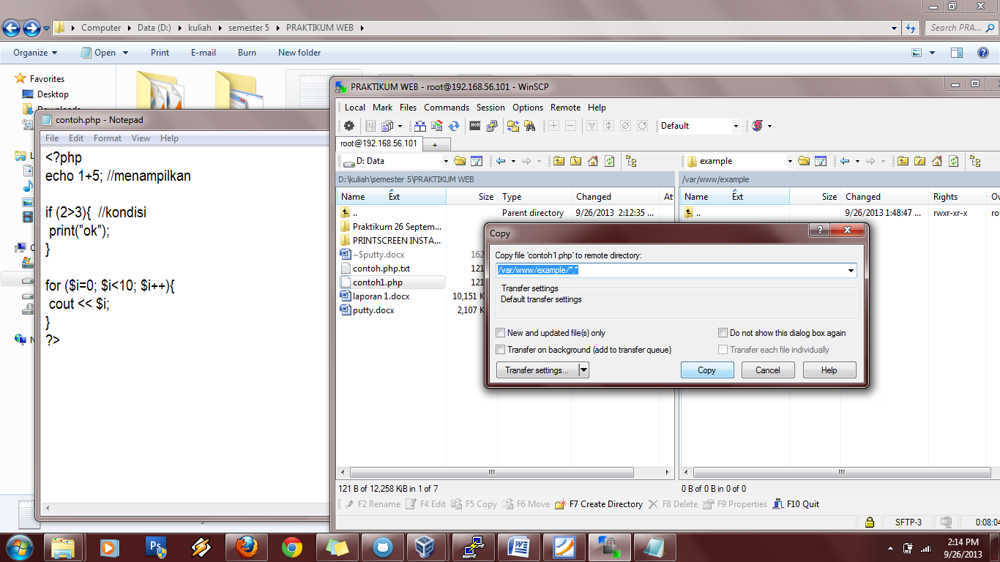 Computer Data (D:) kuliah semester 5 PRAKTIKUM WEB
Search PRA...
Organize Open Print E-mail Burn New folder
Favorites
Desktop
Downloads
contoh.php - Notepad
File Edit Format View Help
<?php
echo 1+5; //menampilkan
if (2>3){ //kondisi
print("ok");
}
for ($i=0; $i<10; $i++){
cout << $i;
}
?>
PRAKTIKUM WEB - root@192.168.56.101 - WinSCP
Local Mark Files Commands Session Options Remote Help
Default
root@192.168.56.101
D: Data
example
D:\kuliah\semester 5\PRAKTIKUM WEB
/var/www/example
Name Ext Size Type Changed At
Name Ext Size Changed Rights Ow
.. Parent directory 9/26/2013 2:12:35 ...
.. 9/26/2013 1:48:47 ... rwxr-xr-x ro
Praktikum 26 Septem...
PRINTSCREEN INSTA...
~$putty.docx 162
contoh.php.txt 121
contoh1.php 121
laporan 1.docx 10,151 K
putty.docx 2,107 K
Copy
Copy file 'contoh1.php' to remote directory:
/var/www/example/*.*
Transfer settings
Default transfer settings
New and updated file(s) only
Do not show this dialog box again
Transfer on background (add to transfer queue)
Transfer each file individually
Transfer settings... Copy Cancel Help
121 B of 12,258 KiB in 1 of 7
0 B of 0 B in 0 of 0
F2 Rename F4 Edit F5 Copy F6 Move F7 Create Directory F8 Delete F9 Properties F10 Quit
SFTP-3 0:08:04
2:14 PM
9/26/2013